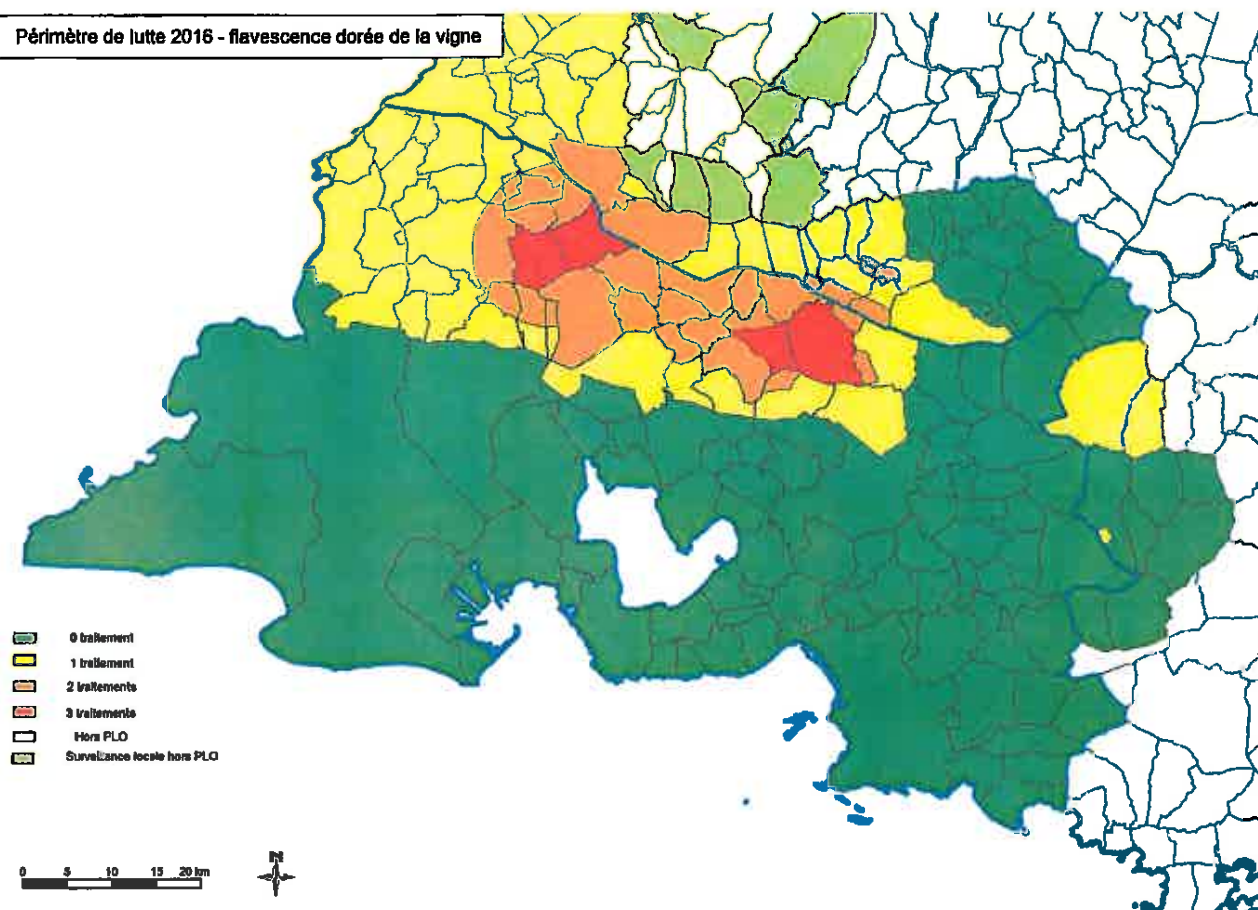 Périmètre de lutte 2016 - flavescence dorée de la vigne
0 traitement
1 traitement
2 traitements
3 traitements
Hors PLO
Surveillance locale hors PLO
0 5 10 15 20 km
N